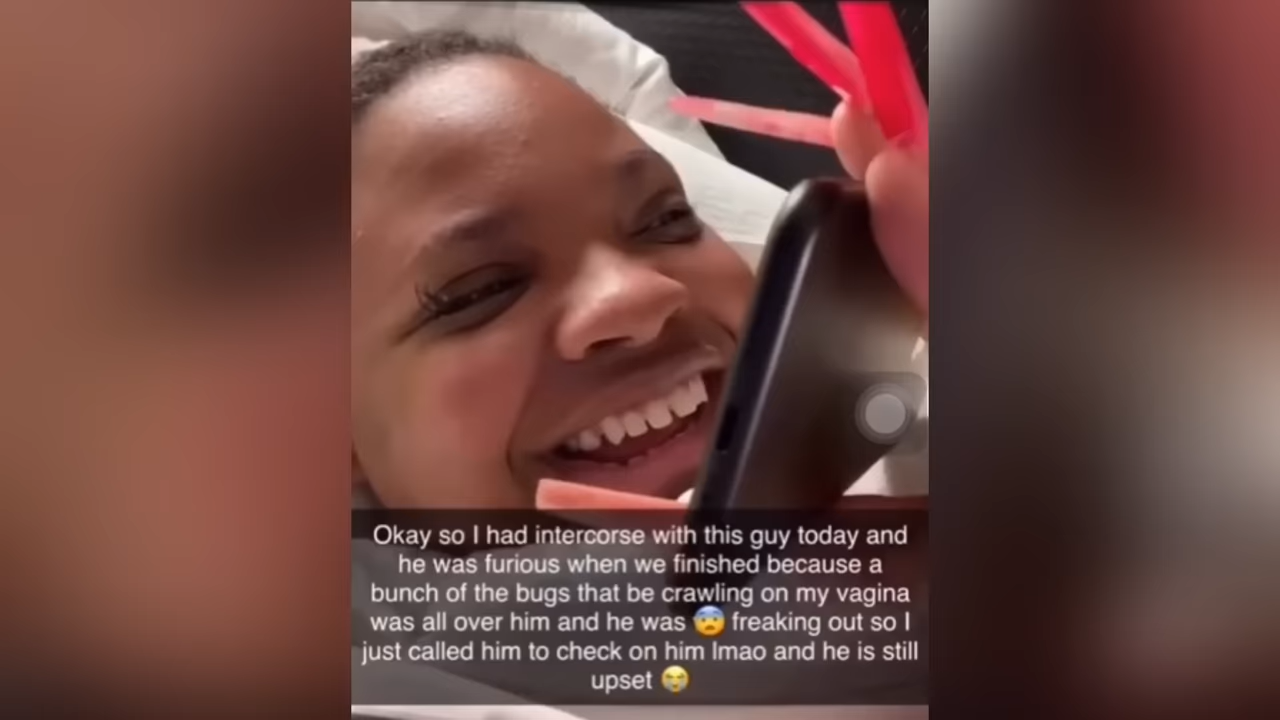 Okay so I had intercorse with this guy today and
he was furious when we finished because a
bunch of the bugs that be crawling on my vagina
was all over him and he was 😨 freaking out so I
just called him to check on him lmao and he is still
upset 😭